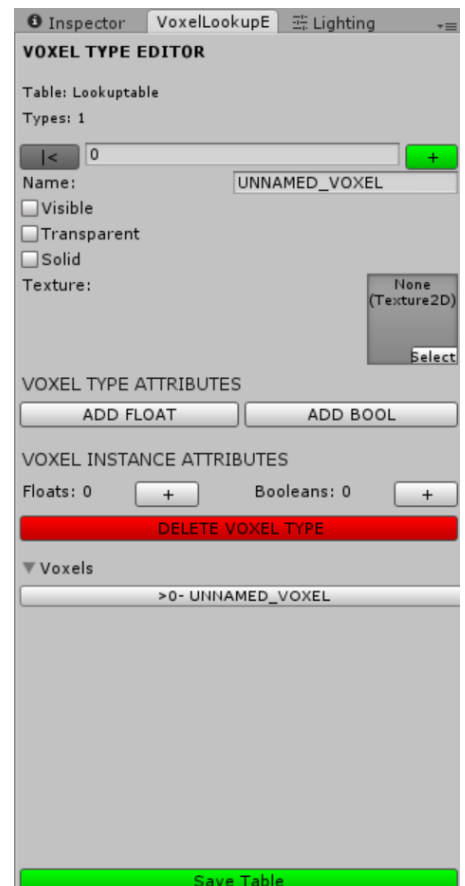 Inspector VoxelLookupE Lighting
VOXEL TYPE EDITOR
Table: Lookuptable
Types: 1
|< 0 +
Name: UNNAMED_VOXEL
Visible
Transparent
Solid
Texture:
None
(Texture2D)
Select
VOXEL TYPE ATTRIBUTES
ADD FLOAT ADD BOOL
VOXEL INSTANCE ATTRIBUTES
Floats: 0 + Booleans: 0 +
DELETE VOXEL TYPE
Voxels
>0- UNNAMED_VOXEL
Save Table